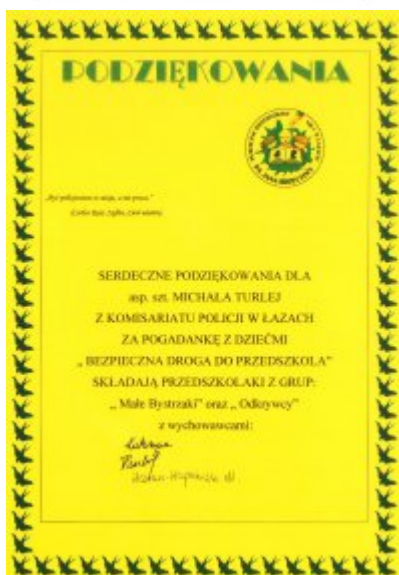 PODZIĘKOWANIA
SERDECZNE PODZIĘKOWANIA DLA
asp. szt. MICHAŁA TURLEJ
Z KOMISARIATU POLICJI W ŁAZACH
ZA POGADANKĘ Z DZIEĆMI
„ BEZPIECZNA DROGA DO PRZEDSZKOLA”
SKŁADAJĄ PRZEDSZKOLAKI Z GRUP:
„ Małe Bystrzaki” oraz „ Odkrywcy”
z wychowawcami: